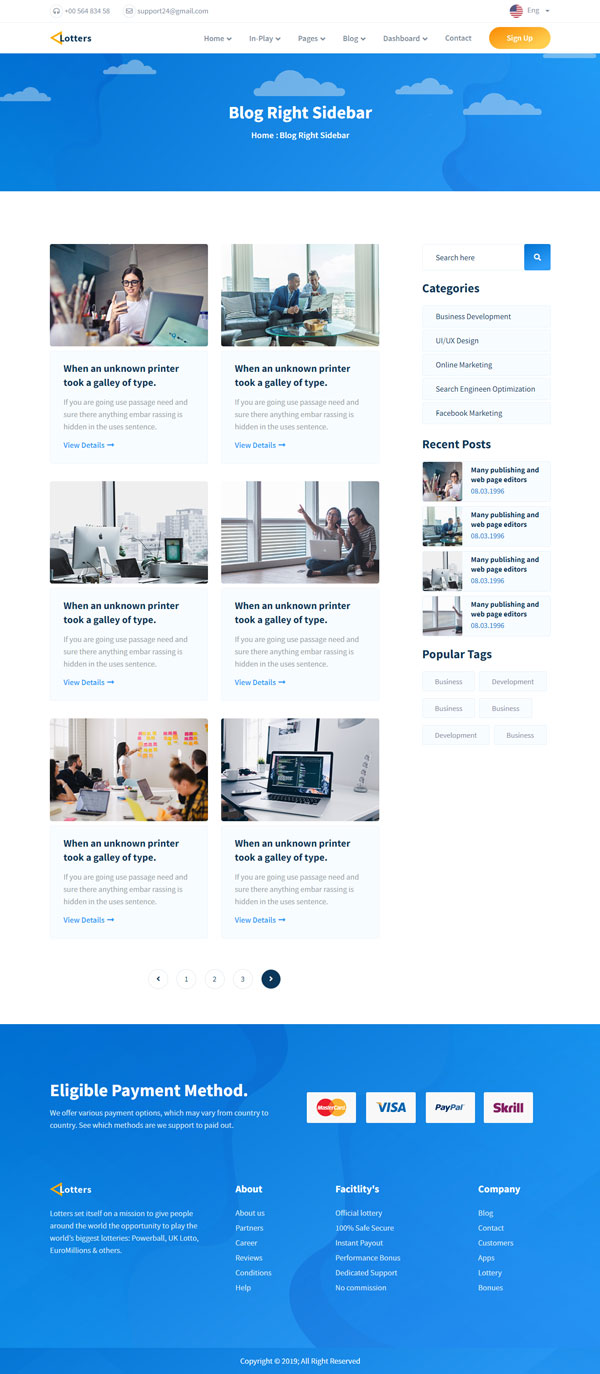 +00 564 834 58
support24@gmail.com
Eng
Lotters
Home
In-Play
Pages
Blog
Dashboard
Contact
Sign Up
Blog Right Sidebar
Home : Blog Right Sidebar
When an unknown printer
took a galley of type.
If you are going use passage need and
sure there anything embar rassing is
hidden in the uses sentence.
View Details
When an unknown printer
took a galley of type.
If you are going use passage need and
sure there anything embar rassing is
hidden in the uses sentence.
View Details
When an unknown printer
took a galley of type.
If you are going use passage need and
sure there anything embar rassing is
hidden in the uses sentence.
View Details
When an unknown printer
took a galley of type.
If you are going use passage need and
sure there anything embar rassing is
hidden in the uses sentence.
View Details
When an unknown printer
took a galley of type.
If you are going use passage need and
sure there anything embar rassing is
hidden in the uses sentence.
View Details
When an unknown printer
took a galley of type.
If you are going use passage need and
sure there anything embar rassing is
hidden in the uses sentence.
View Details
1
2
3
Search here
Categories
Business Development
UI/UX Design
Online Marketing
Search Engineen Optimization
Facebook Marketing
Recent Posts
Many publishing and
web page editors
08.03.1996
Many publishing and
web page editors
08.03.1996
Many publishing and
web page editors
08.03.1996
Many publishing and
web page editors
08.03.1996
Popular Tags
Business
Development
Business
Business
Development
Business
Eligible Payment Method.
We offer various payment options, which may vary from country to
country. See which methods are we support to paid out.
MasterCard
VISA
PayPal
Skrill
Lotters
Lotters set itself on a mission to give people
around the world the opportunity to play the
world's biggest lotteries: Powerball, UK Lotto,
EuroMillions & others.
About
About us
Partners
Career
Reviews
Conditions
Help
Facitlity's
Official lottery
100% Safe Secure
Instant Payout
Performance Bonus
Dedicated Support
No commission
Company
Blog
Contact
Customers
Apps
Lottery
Bonues
Copyright © 2019; All Right Reserved